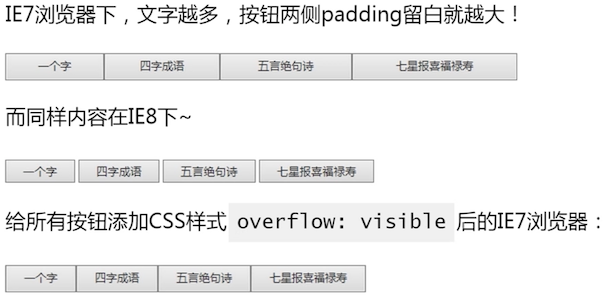 IE7浏览器下，文字越多，按钮两侧padding留白就越大！
一个字 四字成语 五言绝句诗 七星报喜福禄寿
而同样内容在IE8下~
一个字 四字成语 五言绝句诗 七星报喜福禄寿
给所有按钮添加CSS样式 overflow: visible 后的IE7浏览器：
一个字 四字成语 五言绝句诗 七星报喜福禄寿